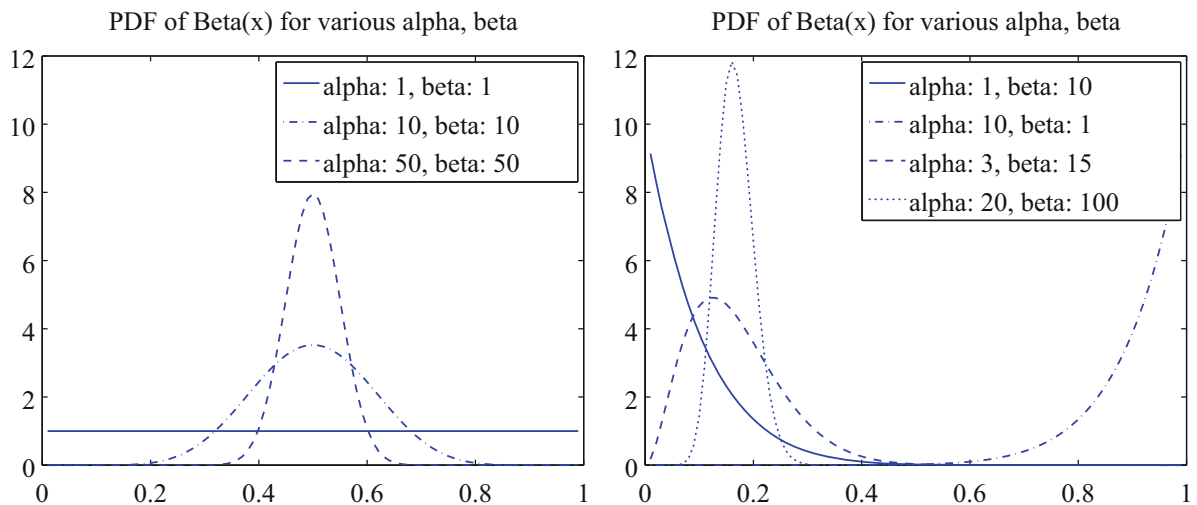 PDF of Beta(x) for various alpha, beta
12
10
8
6
4
2
0
0 0.2 0.4 0.6 0.8 1
alpha: 1, beta: 1
alpha: 10, beta: 10
alpha: 50, beta: 50
PDF of Beta(x) for various alpha, beta
12
10
8
6
4
2
0
0 0.2 0.4 0.6 0.8 1
alpha: 1, beta: 10
alpha: 10, beta: 1
alpha: 3, beta: 15
alpha: 20, beta: 100